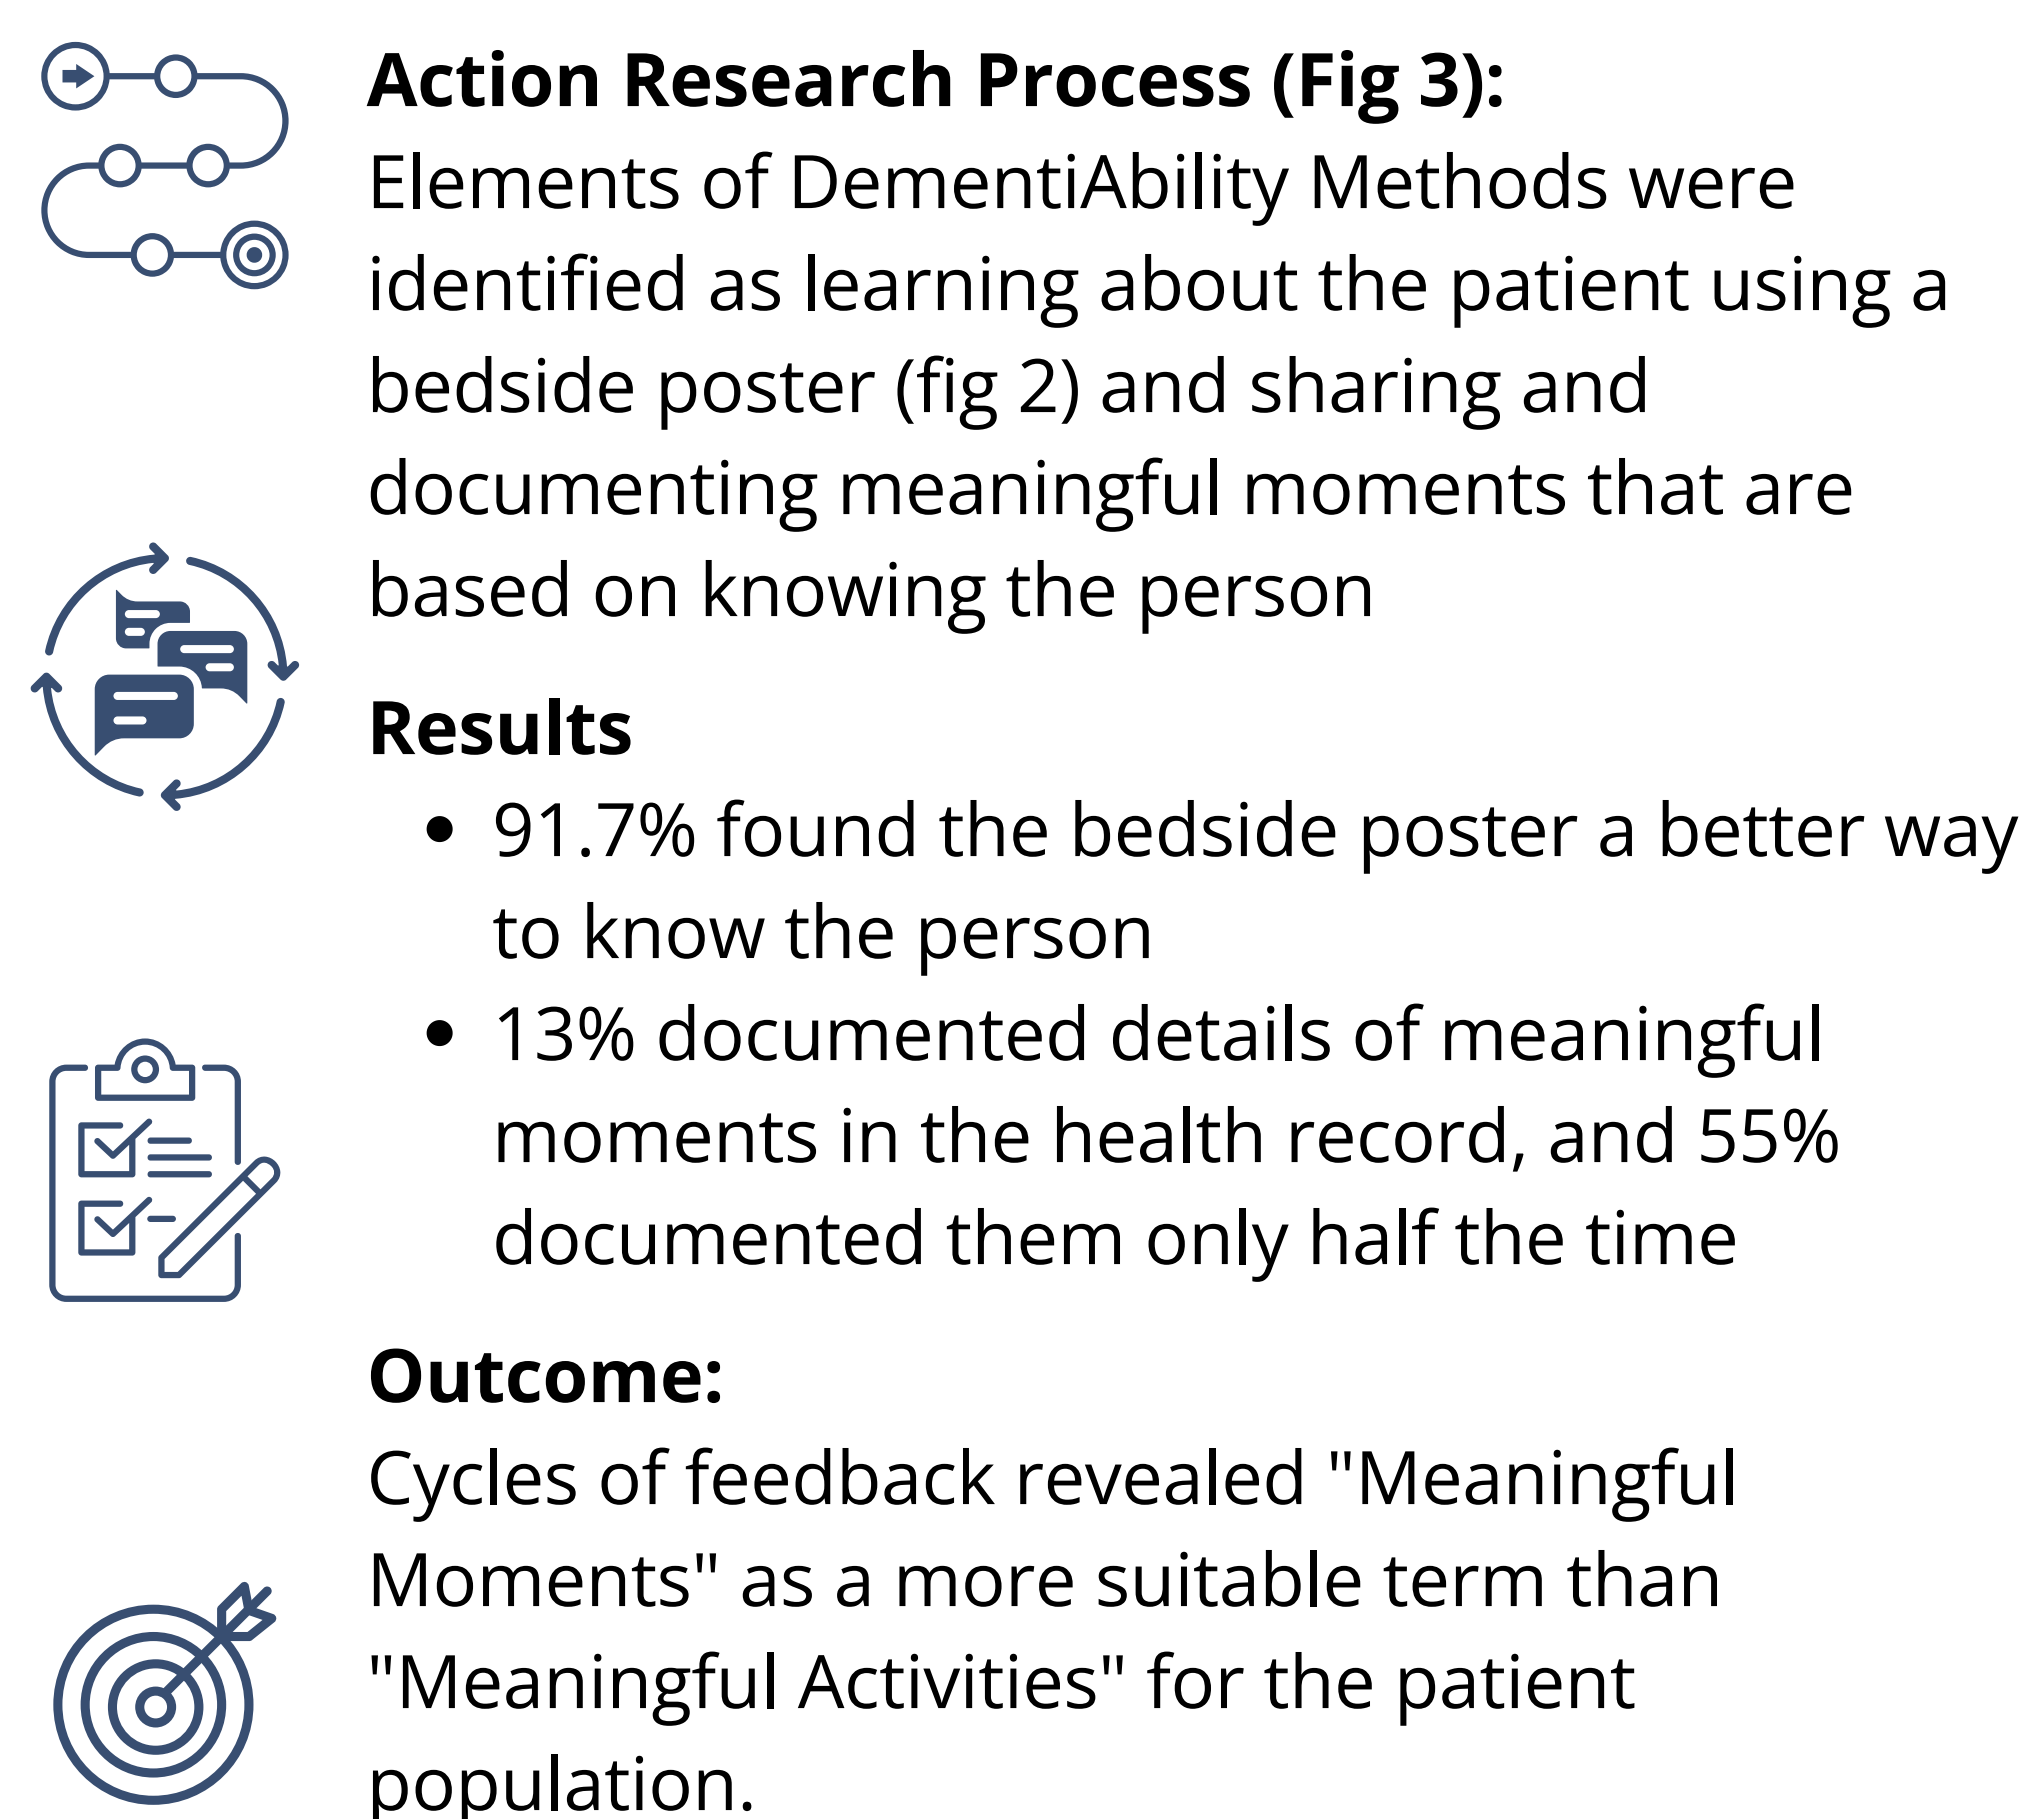 Action Research Process (Fig 3):
Elements of DementiAbility Methods were
identified as learning about the patient using a
bedside poster (fig 2) and sharing and
documenting meaningful moments that are
based on knowing the person
Results
• 91.7% found the bedside poster a better way
to know the person
• 13% documented details of meaningful
moments in the health record, and 55%
documented them only half the time
Outcome:
Cycles of feedback revealed "Meaningful
Moments" as a more suitable term than
"Meaningful Activities" for the patient
population.